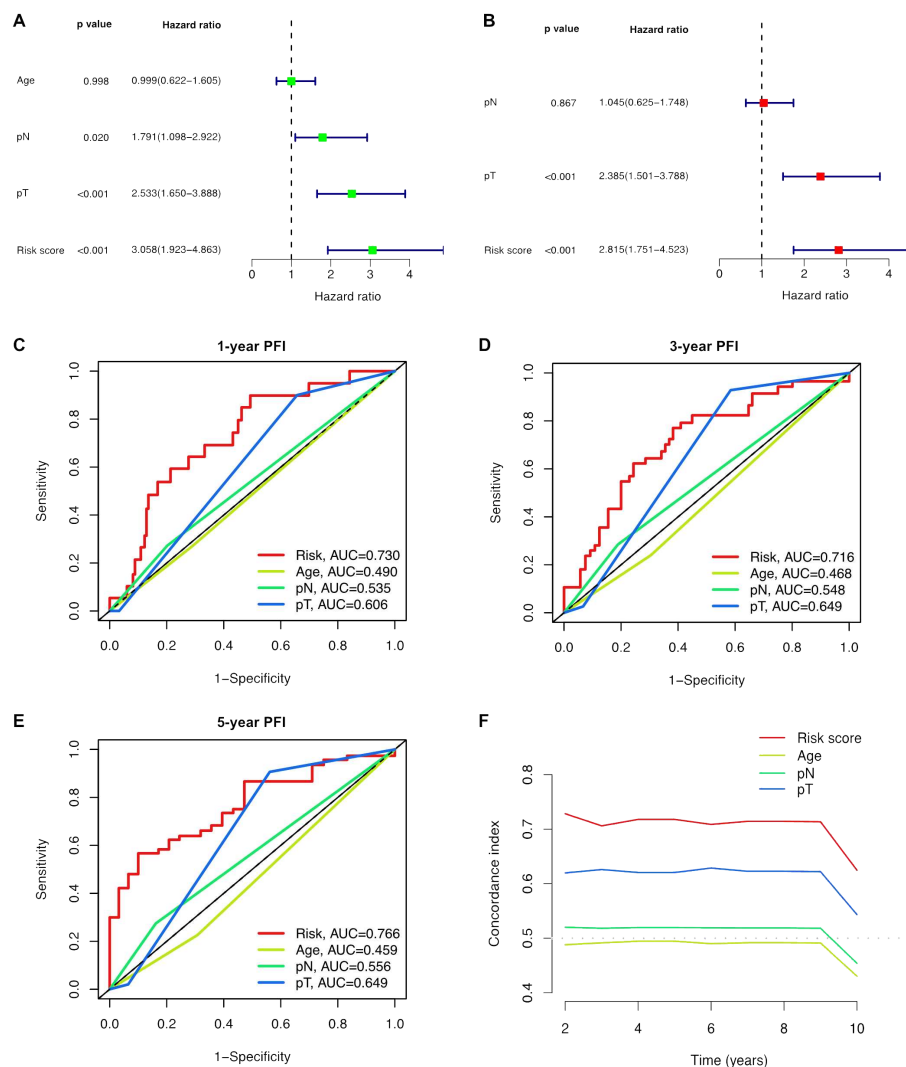 A
p value
Hazard ratio
Age
0.998
0.999(0.622−1.605)
pN
0.020
1.791(1.098−2.922)
pT
<0.001
2.533(1.650−3.888)
Risk score
<0.001
3.058(1.923−4.863)
0 1 2 3 4
Hazard ratio
B
p value
Hazard ratio
pN
0.867
1.045(0.625−1.748)
pT
<0.001
2.385(1.501−3.788)
Risk score
<0.001
2.815(1.751−4.523)
0 1 2 3 4
Hazard ratio
C
1-year PFI
Sensitivity
1.0
0.8
0.6
0.4
0.2
0.0
Risk, AUC=0.730
Age, AUC=0.490
pN, AUC=0.535
pT, AUC=0.606
0.0 0.2 0.4 0.6 0.8 1.0
1−Specificity
D
3-year PFI
Sensitivity
1.0
0.8
0.6
0.4
0.2
0.0
Risk, AUC=0.716
Age, AUC=0.468
pN, AUC=0.548
pT, AUC=0.649
0.0 0.2 0.4 0.6 0.8 1.0
1−Specificity
E
5-year PFI
Sensitivity
1.0
0.8
0.6
0.4
0.2
0.0
Risk, AUC=0.766
Age, AUC=0.459
pN, AUC=0.556
pT, AUC=0.649
0.0 0.2 0.4 0.6 0.8 1.0
1−Specificity
F
Risk score
Age
pN
pT
Concordance index
0.8
0.7
0.6
0.5
0.4
2 4 6 8 10
Time (years)